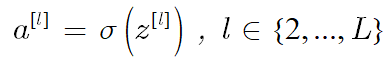 a^{[l]} = σ(z^{[l]}) , l ∈ {2,...,L}